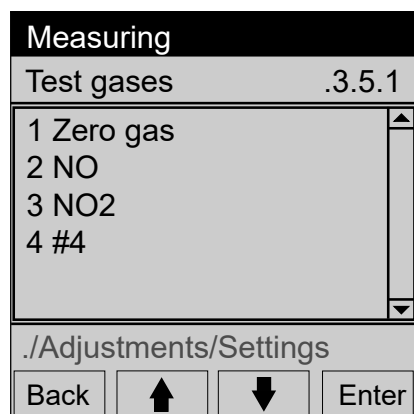 Measuring
Test gases .3.5.1
1 Zero gas
2 NO
3 NO2
4 #4
./Adjustments/Settings
Back Enter